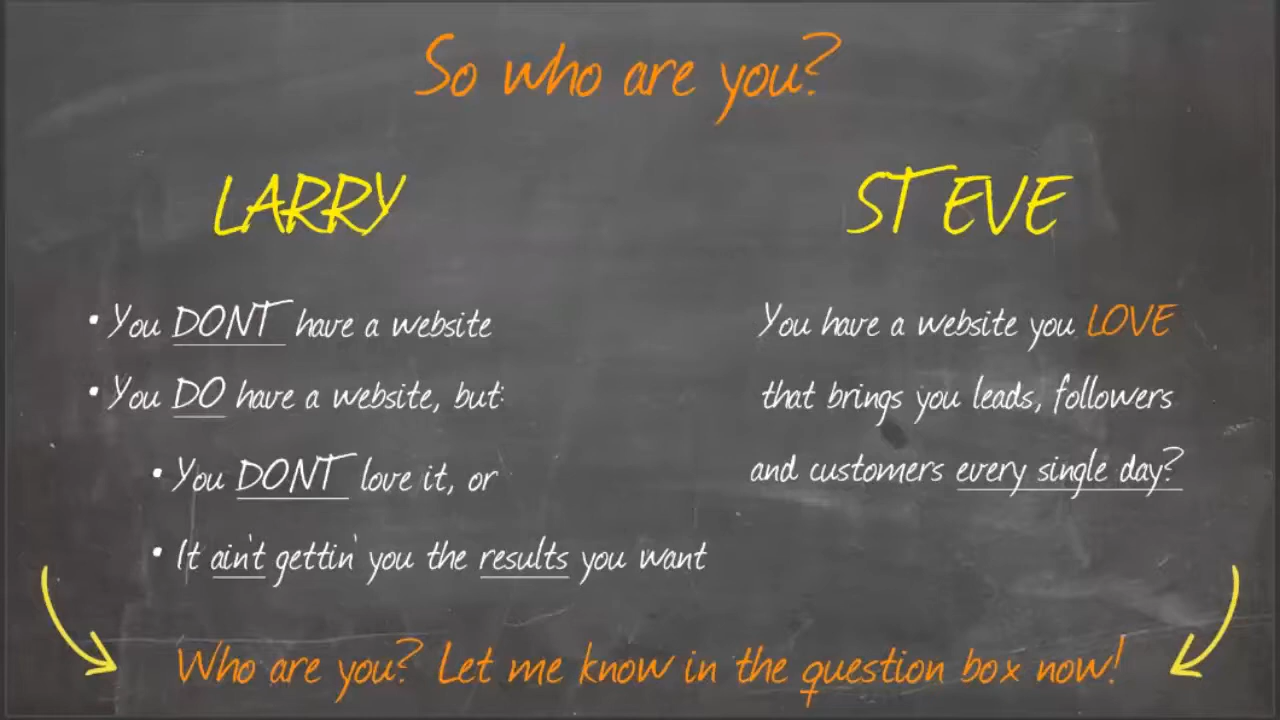 So who are you?
LARRY
• You DONT have a website
• You DO have a website, but:
• You DONT love it, or
• It ain't gettin' you the results you want
STEVE
You have a website you LOVE
that brings you leads, followers
and customers every single day?
Who are you? Let me know in the question box now!